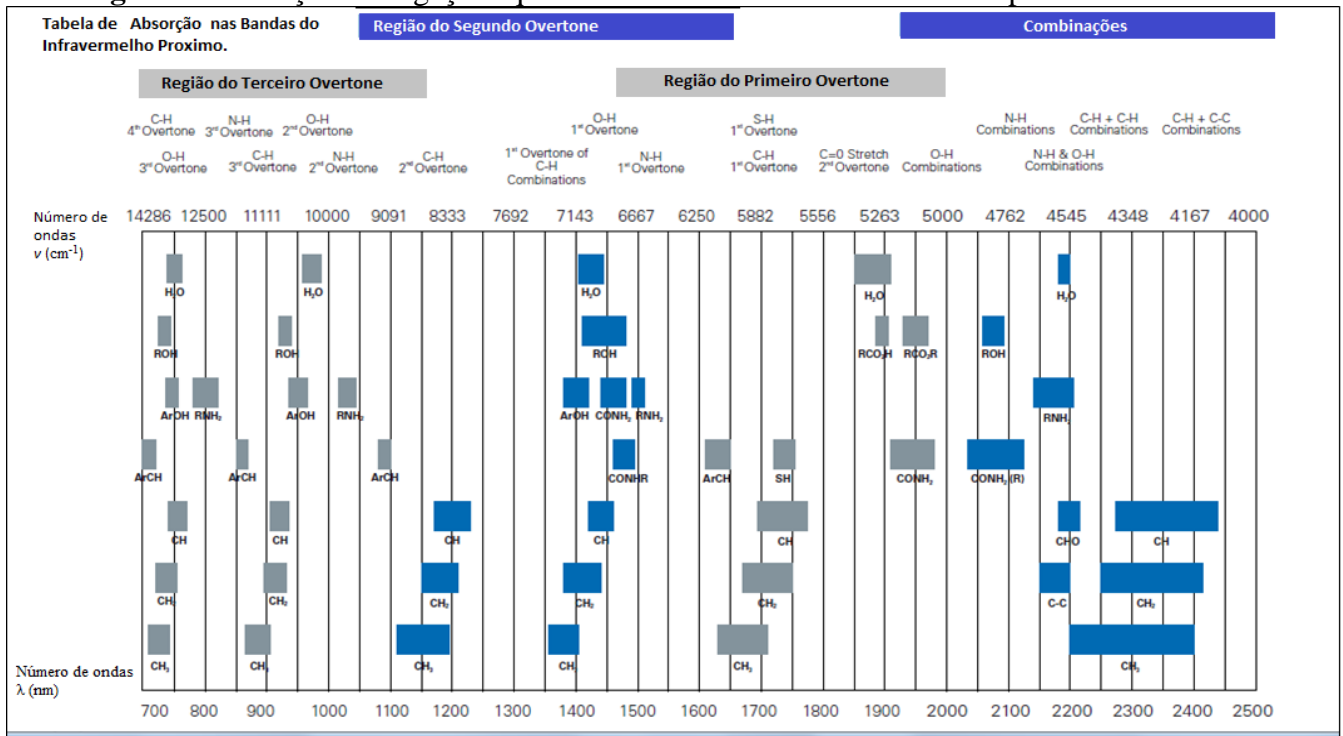 Tabela de Absorção nas Bandas do
Infravermelho Proximo.
Região do Segundo Overtone
Combinações
Região do Terceiro Overtone
Região do Primeiro Overtone
C-H
4th Overtone
N-H
3rd Overtone
O-H
2nd Overtone
O-H
1st Overtone
S-H
1st Overtone
N-H
Combinations
C-H + C-H
Combinations
C-H + C-C
Combinations
O-H
3rd Overtone
C-H
3rd Overtone
N-H
2nd Overtone
C-H
2nd Overtone
1st Overtone of
C-H
Combinations
N-H
1st Overtone
C-H
1st Overtone
C=0 Stretch
2nd Overtone
O-H
Combinations
N-H & O-H
Combinations
Número de
ondas
ν (cm-1)
14286 12500 11111 10000 9091 8333 7692 7143 6667 6250 5882 5556 5263 5000 4762 4545 4348 4167 4000
H₂O H₂O H₂O H₂O H₂O
ROH ROH ROH RCO₂H RCO₂R ROH
ArOH RNH₂ ArOH RNH₂ ArOH CONH₂ RNH₂ RNH₂
ArCH ArCH ArCH CONHR ArCH SH CONH₂ CONH₂(R)
CH CH CH CH CH CHO CH
CH₂ CH₂ CH₂ CH₂ CH₂ C-C CH₂
CH₃ CH₃ CH₃ CH₃ CH₃ CH₃
Número de ondas
λ (nm)
700 800 900 1000 1100 1200 1300 1400 1500 1600 1700 1800 1900 2000 2100 2200 2300 2400 2500